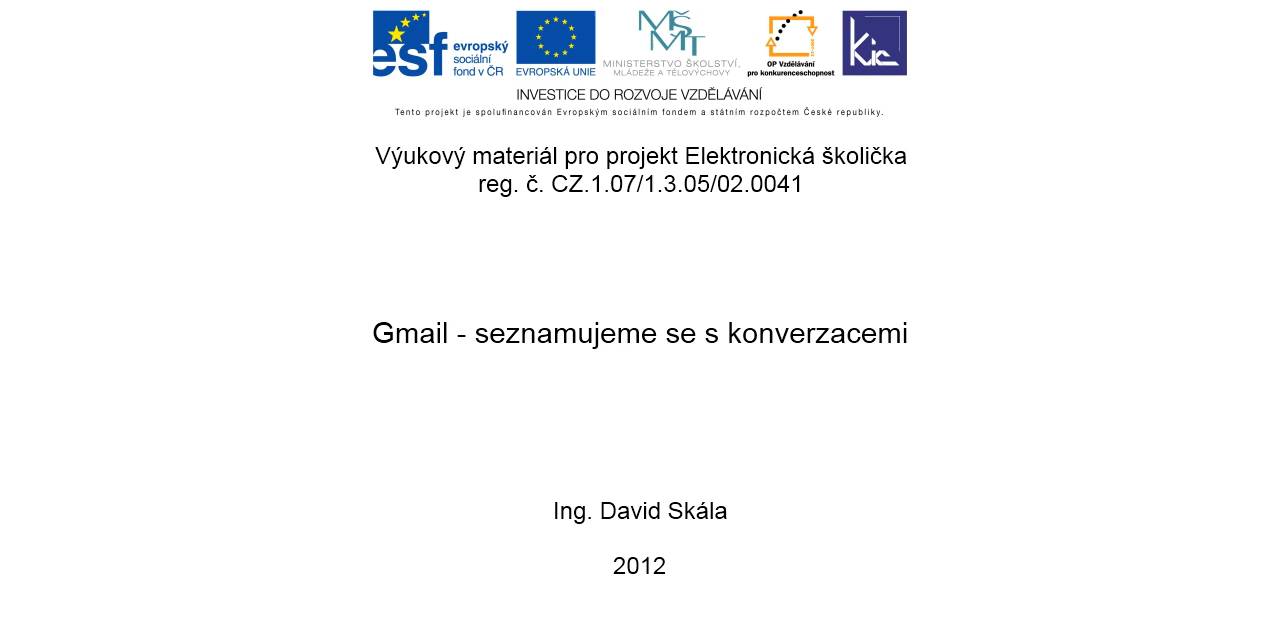 esf evropský sociální fond v ČR
EVROPSKÁ UNIE
MŠMT
MINISTERSTVO ŠKOLSTVÍ,
MLÁDEŽE A TĚLOVÝCHOVY
OP Vzdělávání
pro konkurenceschopnost
kic
INVESTICE DO ROZVOJE VZDĚLÁVÁNÍ
Tento projekt je spolufinancován Evropským sociálním fondem a státním rozpočtem České republiky.
Výukový materiál pro projekt Elektronická školička
reg. č. CZ.1.07/1.3.05/02.0041
Gmail - seznamujeme se s konverzacemi
Ing. David Skála
2012